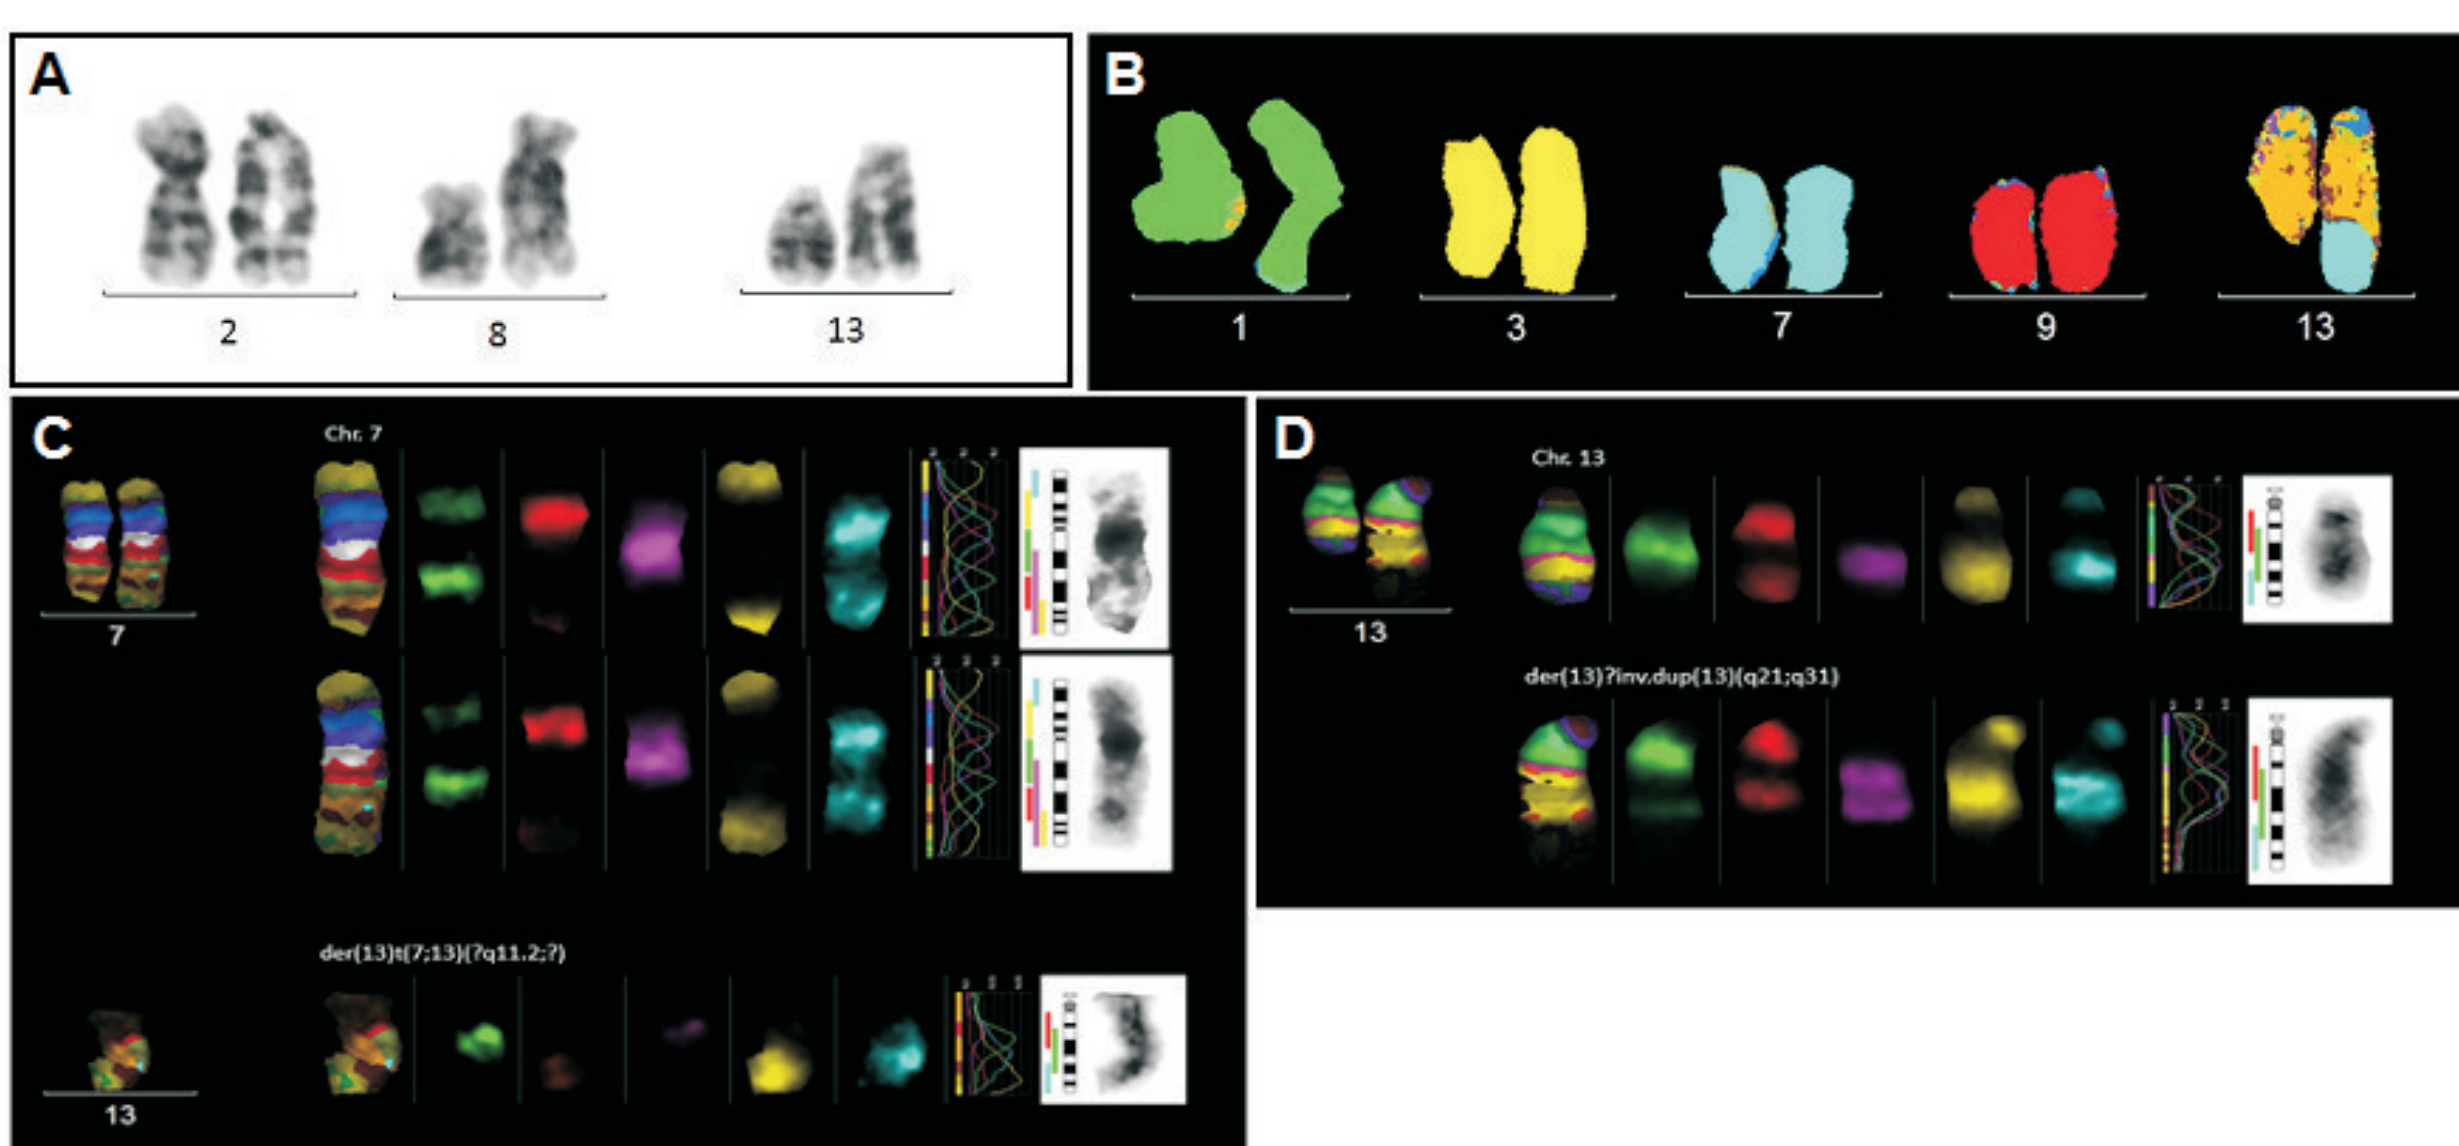 A
2
8
13
B
1
3
7
9
13
C
Chr. 7
7
der(13)t(7;13)(?q11.2;?)
13
D
Chr. 13
13
der(13)?inv.dup(13)(q21;q31)